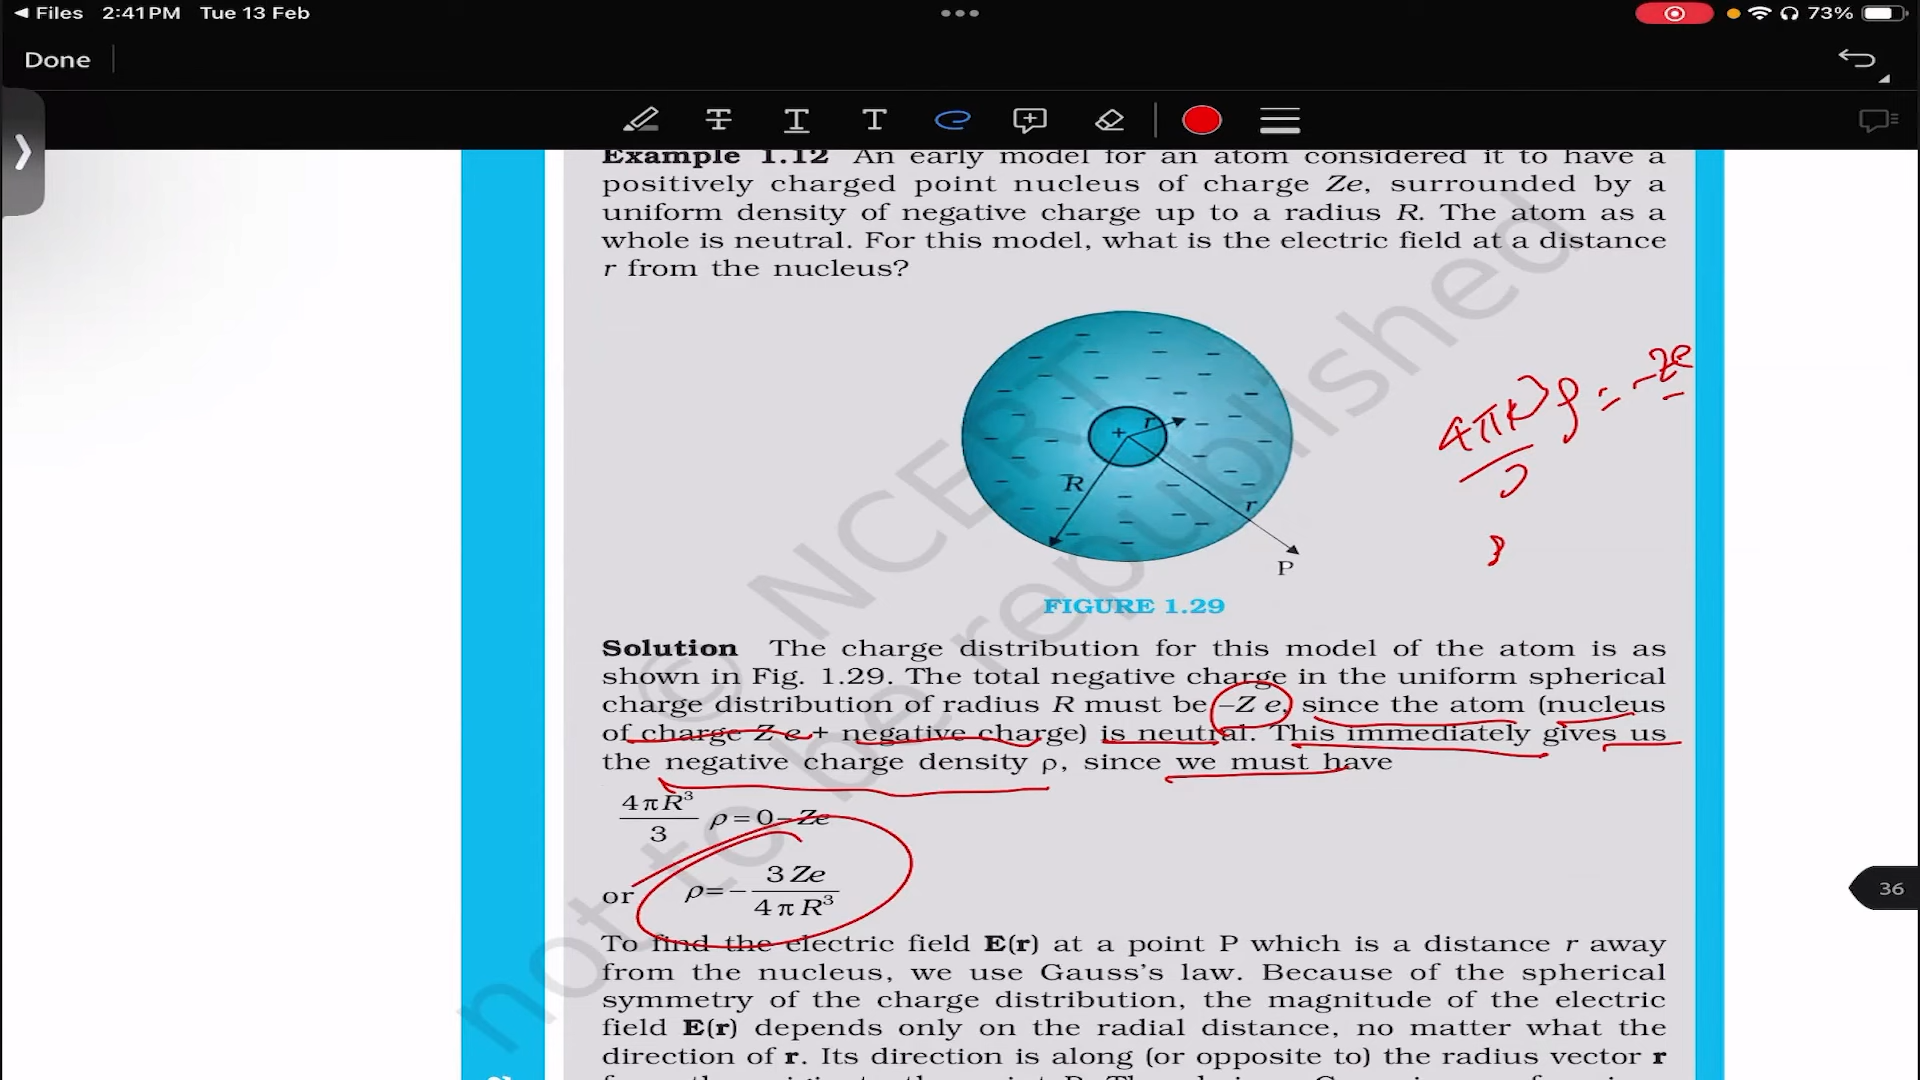 Files 2:41 PM Tue 13 Feb 73%
Done
T T T
Example 1.12 An early model for an atom considered it to have a
positively charged point nucleus of charge Ze, surrounded by a
uniform density of negative charge up to a radius R. The atom as a
whole is neutral. For this model, what is the electric field at a distance
r from the nucleus?
+ r
R
r
P
4πR³/3 ρ = -Ze
3
FIGURE 1.29
Solution The charge distribution for this model of the atom is as
shown in Fig. 1.29. The total negative charge in the uniform spherical
charge distribution of radius R must be –Z e, since the atom (nucleus
of charge Z e + negative charge) is neutral. This immediately gives us
the negative charge density ρ, since we must have
4πR³/3 ρ = 0 – Ze
or ρ = – 3 Ze/4 π R³
36
To find the electric field E(r) at a point P which is a distance r away
from the nucleus, we use Gauss's law. Because of the spherical
symmetry of the charge distribution, the magnitude of the electric
field E(r) depends only on the radial distance, no matter what the
direction of r. Its direction is along (or opposite to) the radius vector r
© NCERT
not to be republished